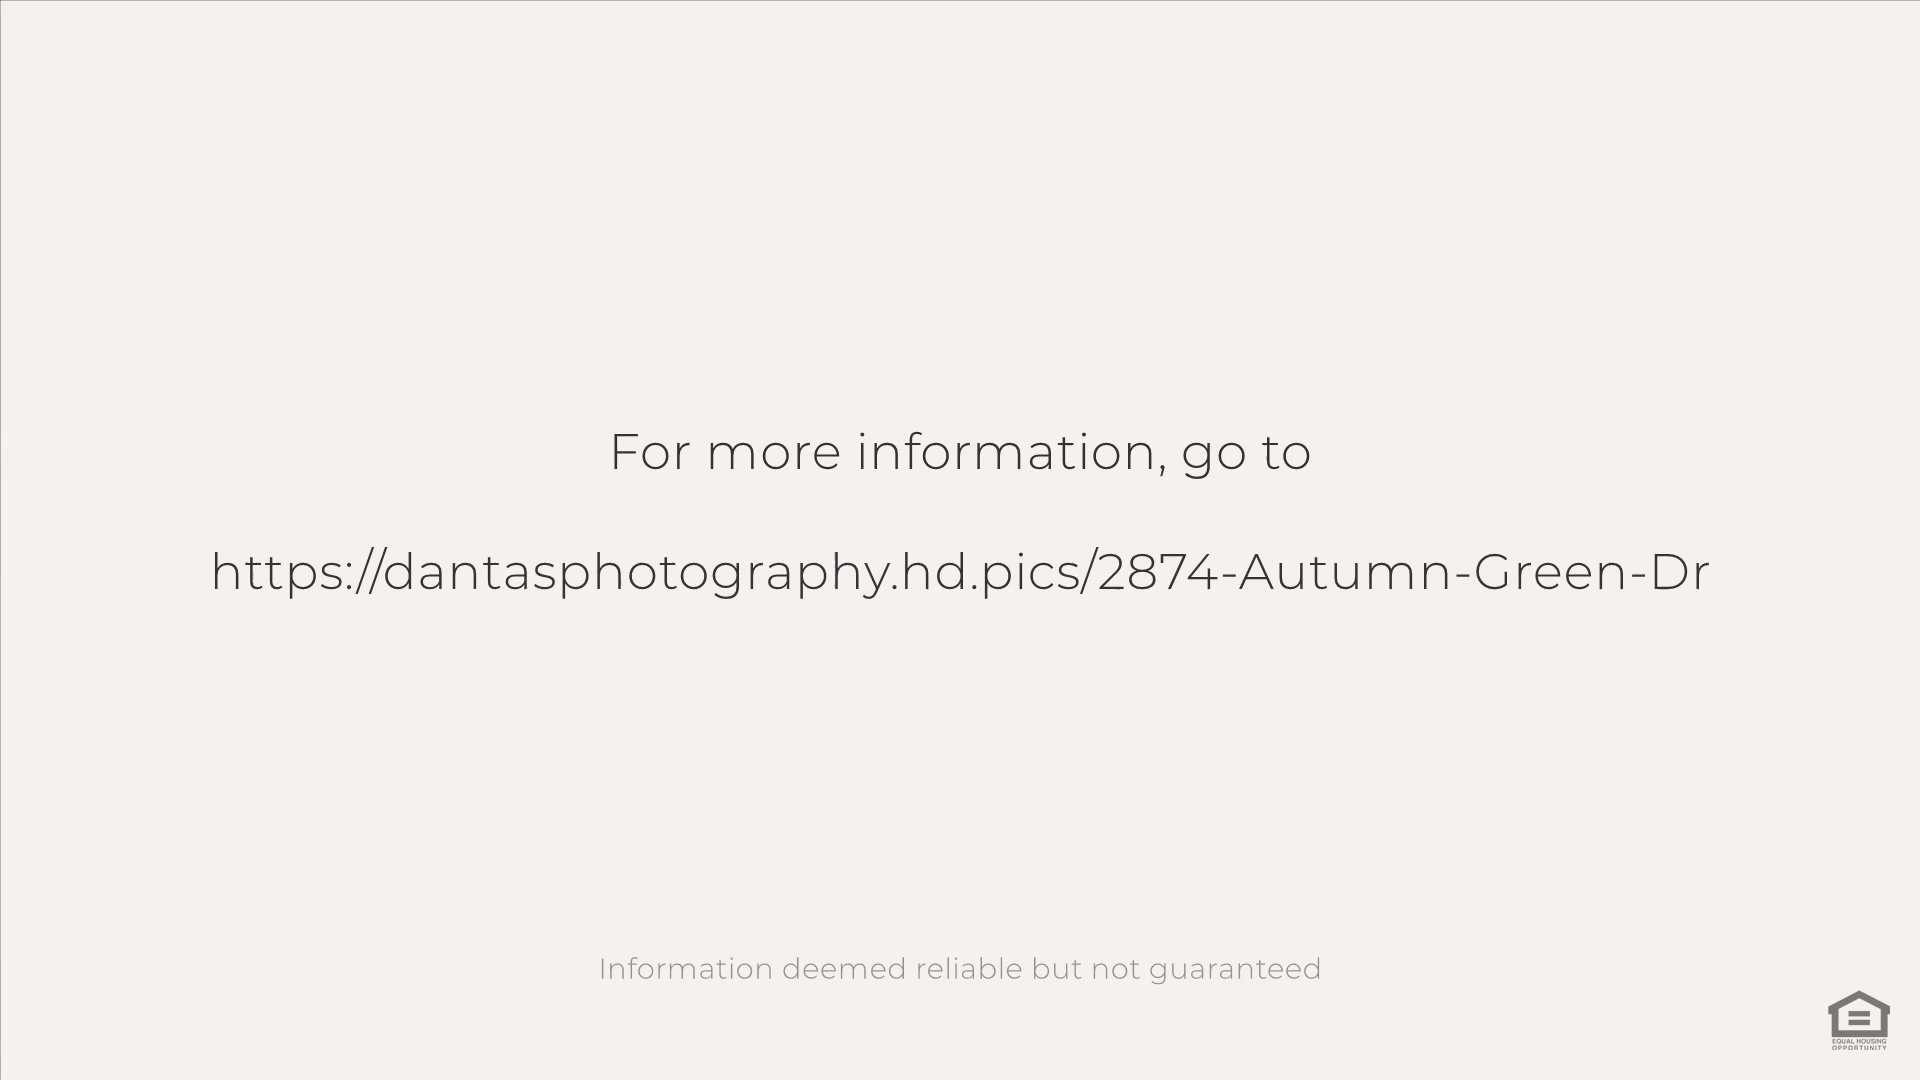 For more information, go to
https://dantasphotography.hd.pics/2874-Autumn-Green-Dr
Information deemed reliable but not guaranteed
EQUAL HOUSING
OPPORTUNITY